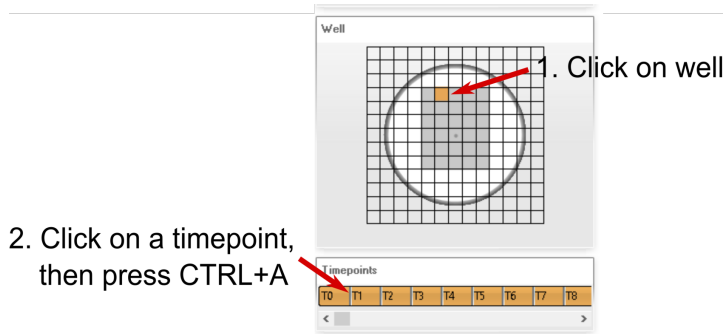 Well
1. Click on well
2. Click on a timepoint,
then press CTRL+A
Timepoints
T0 T1 T2 T3 T4 T5 T6 T7 T8
< >